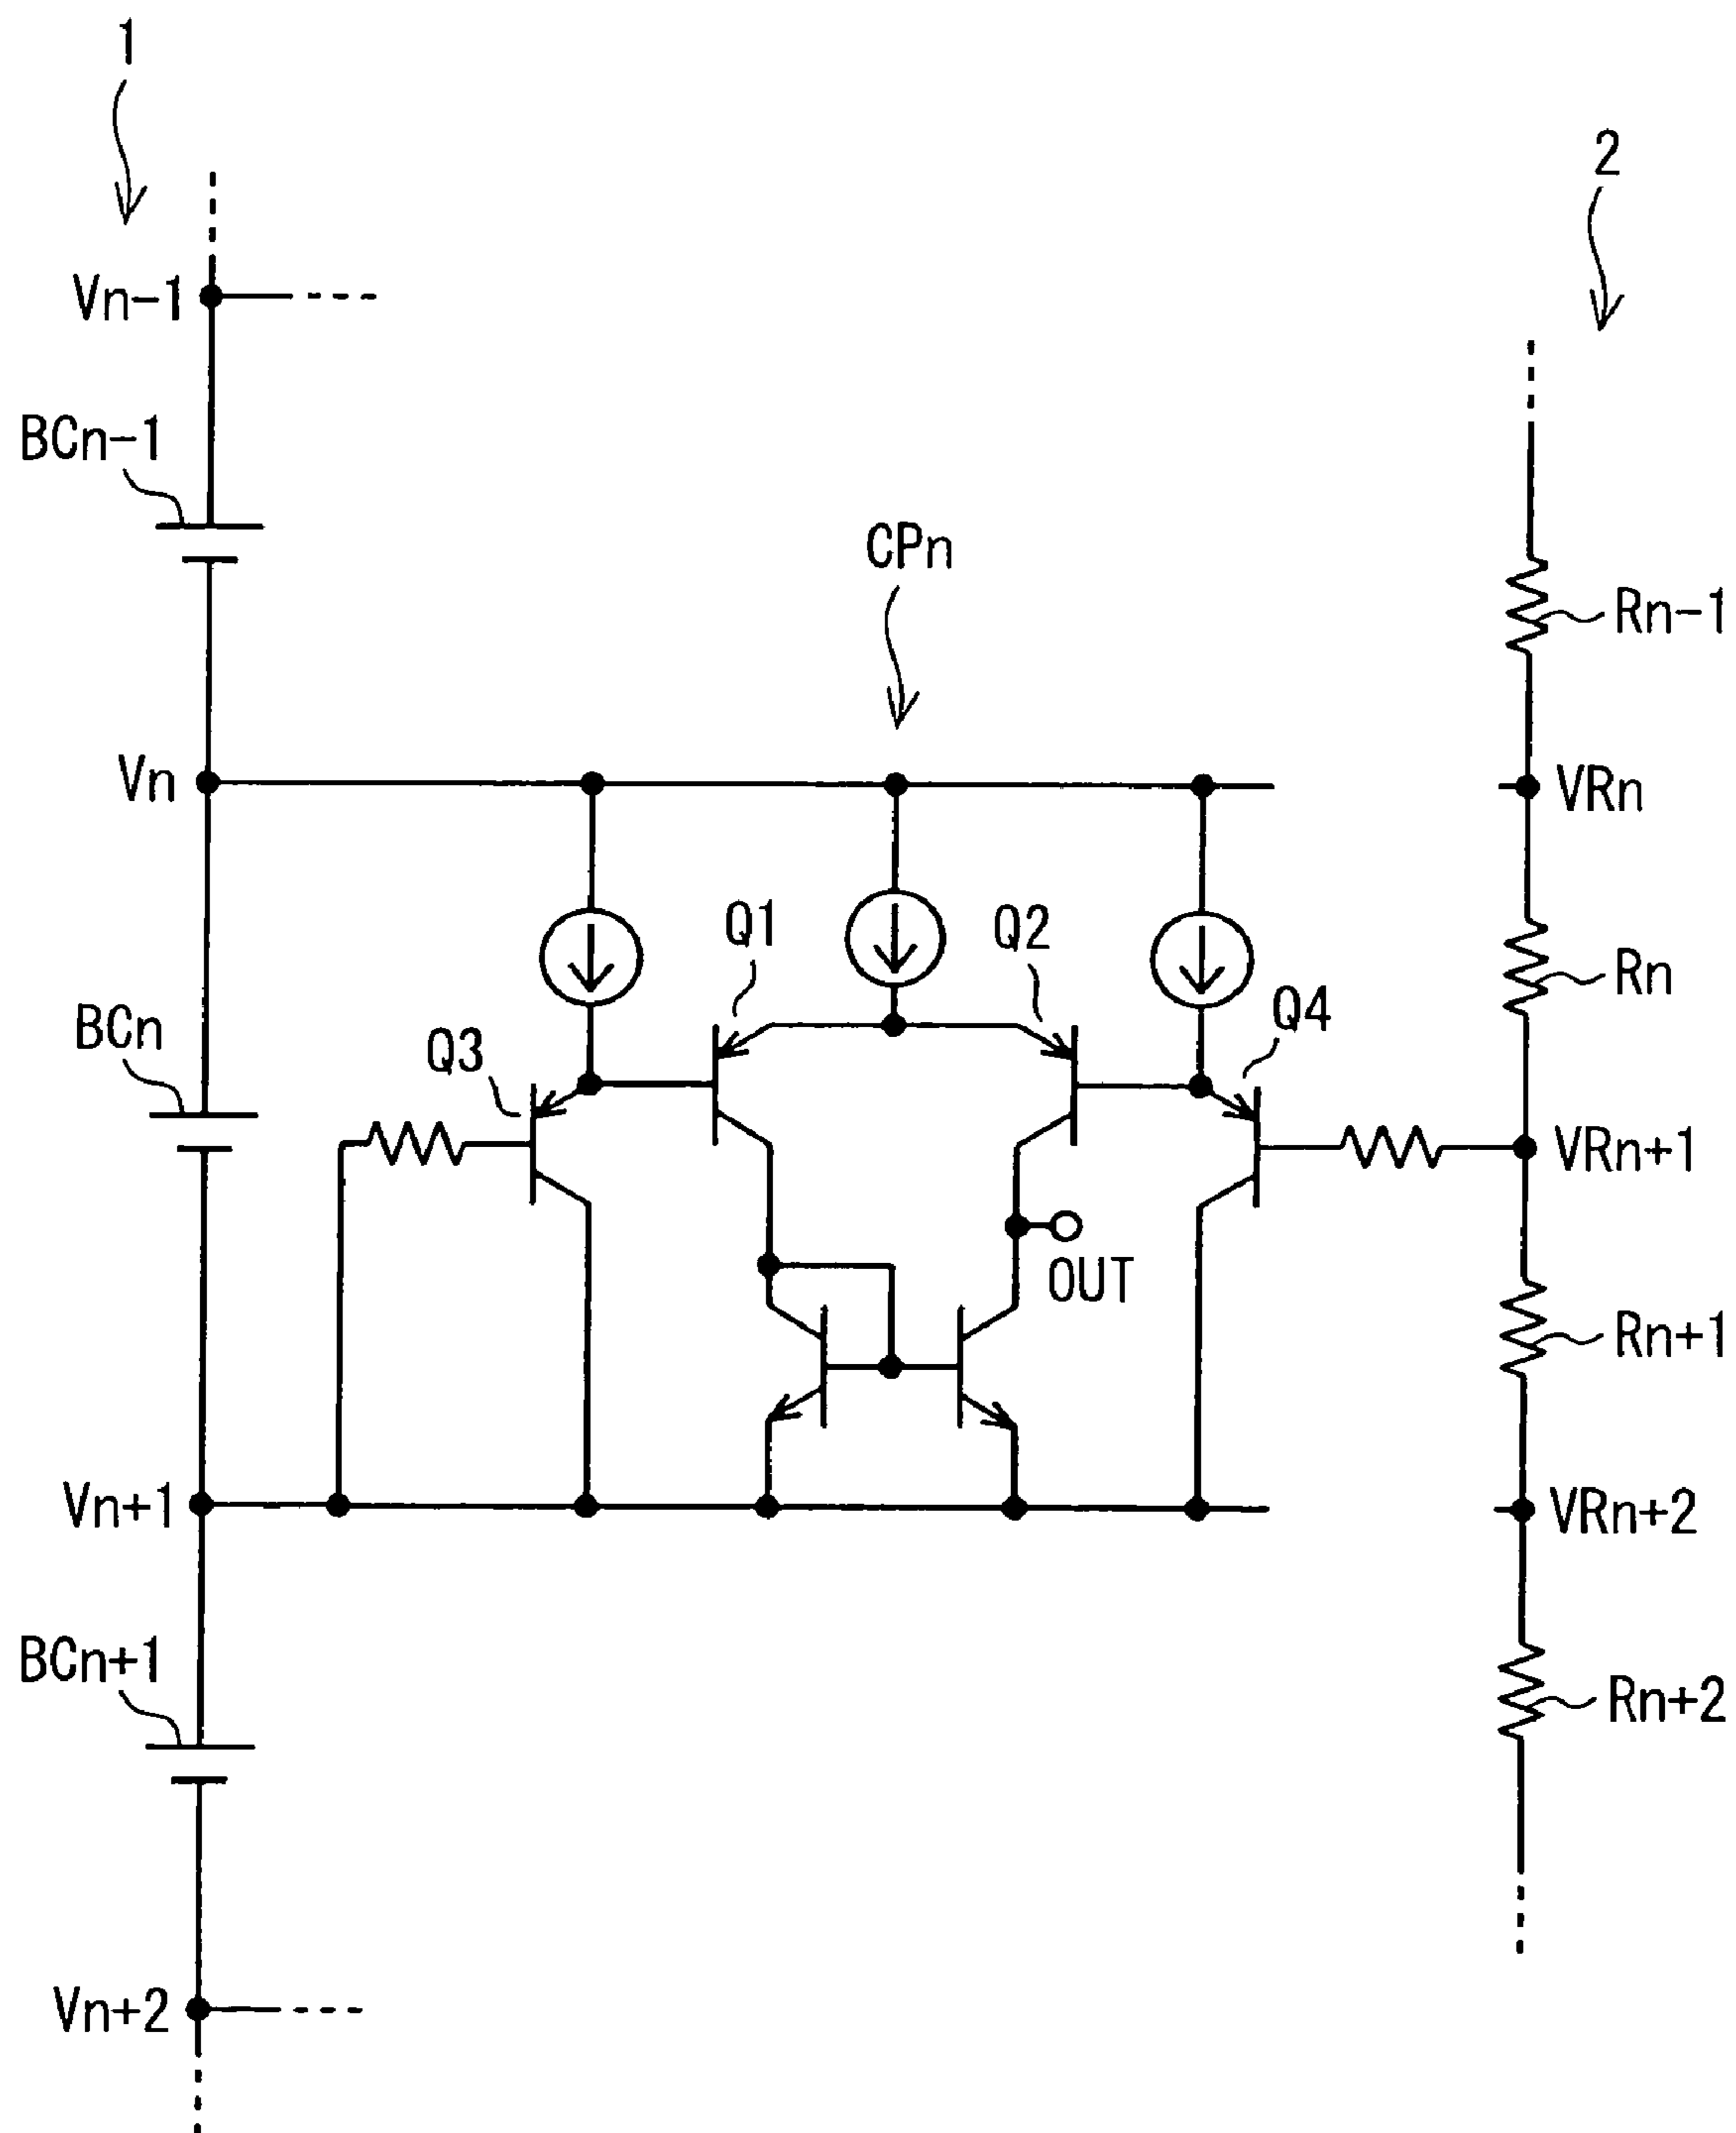 1
2
Vn-1
BCn-1
CPn
Rn-1
Vn
VRn
Q1
Q2
Rn
Q4
BCn
Q3
VRn+1
OUT
Rn+1
Vn+1
VRn+2
BCn+1
Rn+2
Vn+2